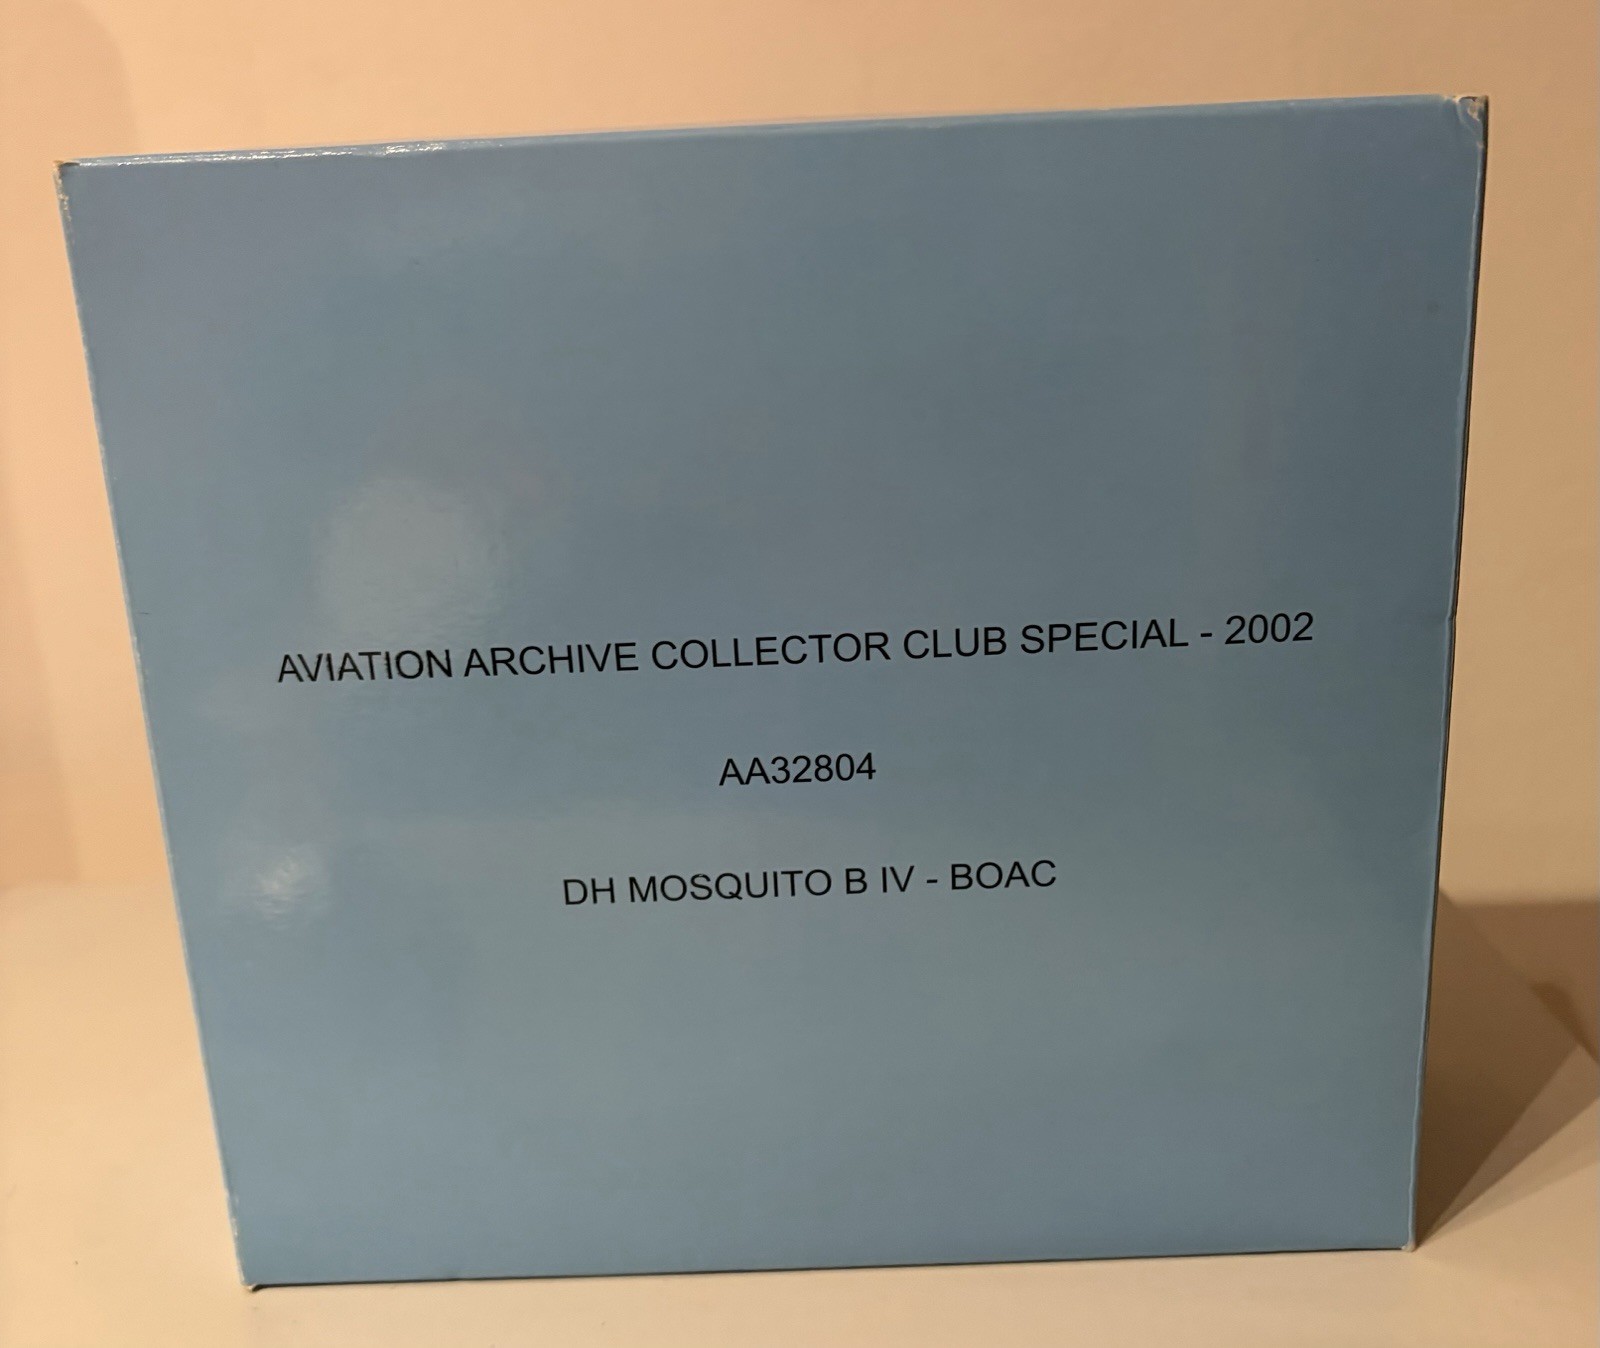 AVIATION ARCHIVE COLLECTOR CLUB SPECIAL - 2002
AA32804
DH MOSQUITO B IV - BOAC